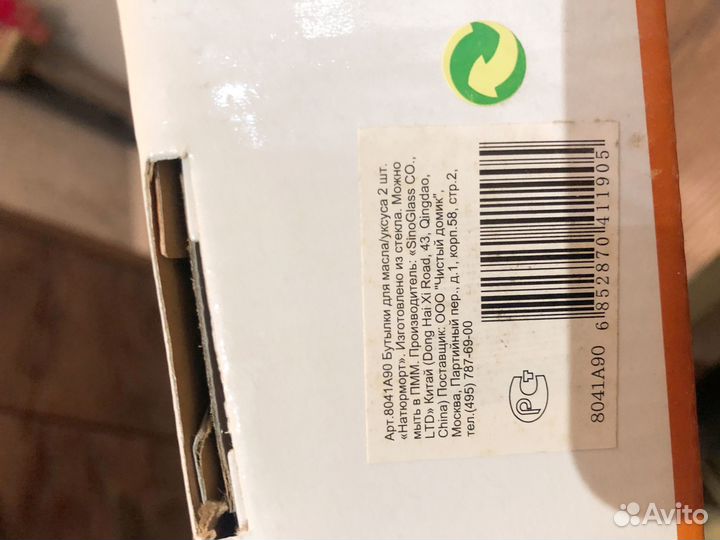 Арт.8041А90 Бутылки для масла/уксуса 2 шт.
«Натюрморт». Изготовлено из стекла. Можно
мыть в ПММ. Производитель: «SinoGlass CO.,
LTD» Китай (Dong Hai Xi Road, 43, Qingdao,
China) Поставщик: ООО "Чистый домик",
Москва, Партийный пер., д.1, корп.58, стр.2,
тел.(495) 787-69-00
6 852870 411905
8041A90
РСт
Avito